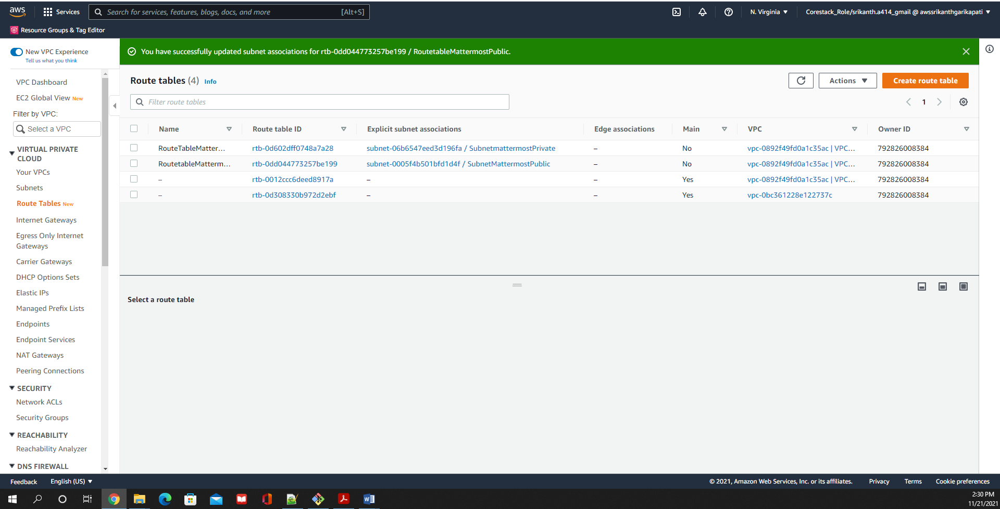 aws
Services
Search for services, features, blogs, docs, and more [Alt+S]
N. Virginia
Corestack_Role/srikanth.a414_gmail @ awssrikanthgarikapati
Resource Groups & Tag Editor
New VPC Experience
Tell us what you think
VPC Dashboard
EC2 Global View New
Filter by VPC:
Select a VPC
VIRTUAL PRIVATE
CLOUD
Your VPCs
Subnets
Route Tables New
Internet Gateways
Egress Only Internet
Gateways
Carrier Gateways
DHCP Options Sets
Elastic IPs
Managed Prefix Lists
Endpoints
Endpoint Services
NAT Gateways
Peering Connections
SECURITY
Network ACLs
Security Groups
REACHABILITY
Reachability Analyzer
DNS FIREWALL
You have successfully updated subnet associations for rtb-0dd044773257be199 / RoutetableMattermostPublic.
Route tables (4) Info
Actions
Create route table
Filter route tables
1
Name Route table ID Explicit subnet associations Edge associations Main VPC Owner ID
RouteTableMatter... rtb-0d602dff0748a7a28 subnet-06b6547eed3d196fa / SubnetmattermostPrivate – No vpc-0892f49fd0a1c35ac | VPC... 792826008384
RoutetableMatterm... rtb-0dd044773257be199 subnet-0005f4b501bfd1d4f / SubnetMattermostPublic – No vpc-0892f49fd0a1c35ac | VPC... 792826008384
– rtb-0012ccc6deed8917a – – Yes vpc-0892f49fd0a1c35ac | VPC... 792826008384
– rtb-0d308330b972d2ebf – – Yes vpc-0bc361228e122737c 792826008384
Select a route table
Feedback English (US)
© 2021, Amazon Web Services, Inc. or its affiliates. Privacy Terms Cookie preferences
2:30 PM
11/21/2021